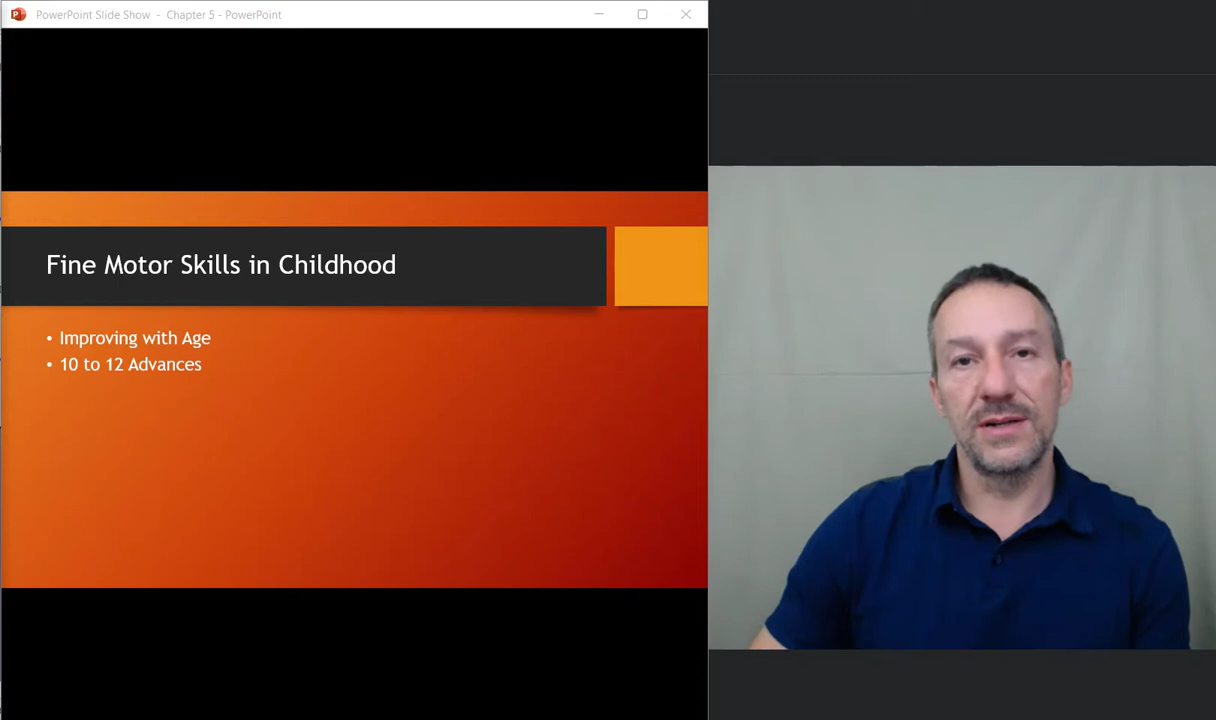 PowerPoint Slide Show - Chapter 5 - PowerPoint
Fine Motor Skills in Childhood
• Improving with Age
• 10 to 12 Advances